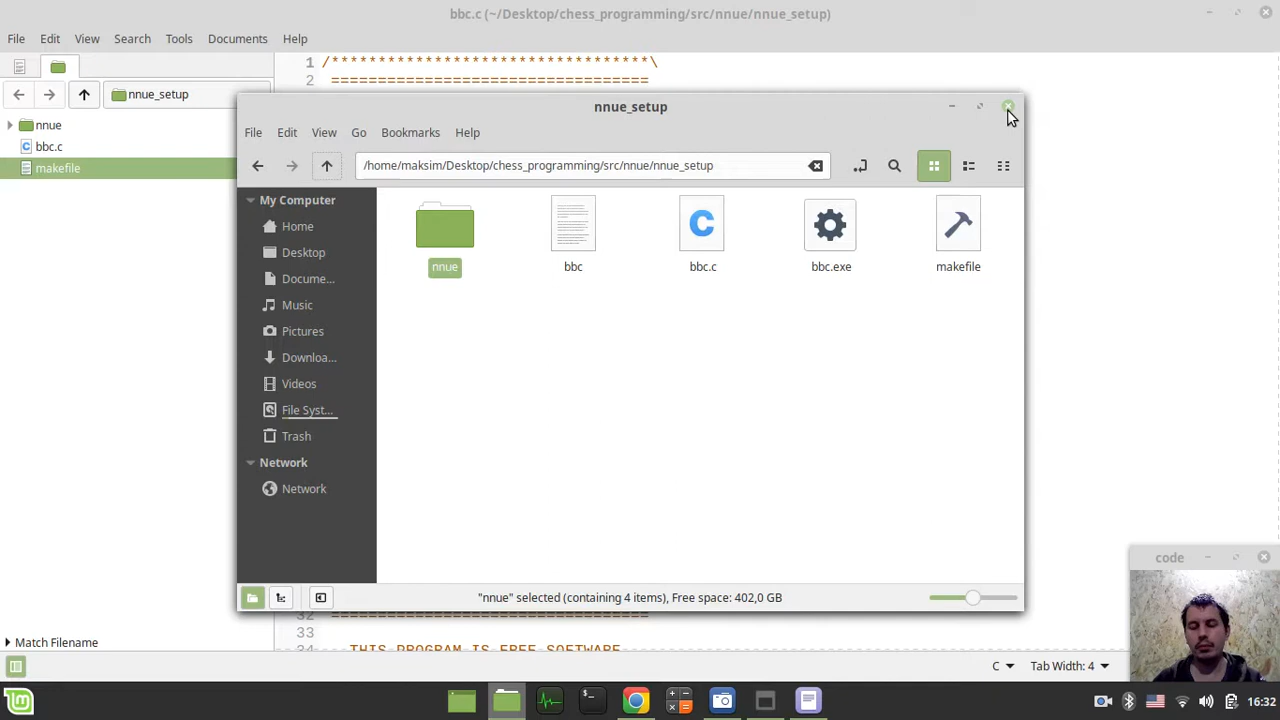 bbc.c (~/Desktop/chess_programming/src/nnue/nnue_setup)
File Edit View Search Tools Documents Help
nnue_setup
nnue
bbc.c
makefile
Match Filename
1 /**********************************\
2 ==================================
nnue_setup
File Edit View Go Bookmarks Help
/home/maksim/Desktop/chess_programming/src/nnue/nnue_setup
My Computer
Home
Desktop
Docume...
Music
Pictures
Downloa...
Videos
File Syst...
Trash
Network
Network
nnue bbc bbc.c bbc.exe makefile
"nnue" selected (containing 4 items), Free space: 402,0 GB
32 ==================================
33
34 THIS PROGRAM IS FREE SOFTWARE
code
C Tab Width: 4
16:32